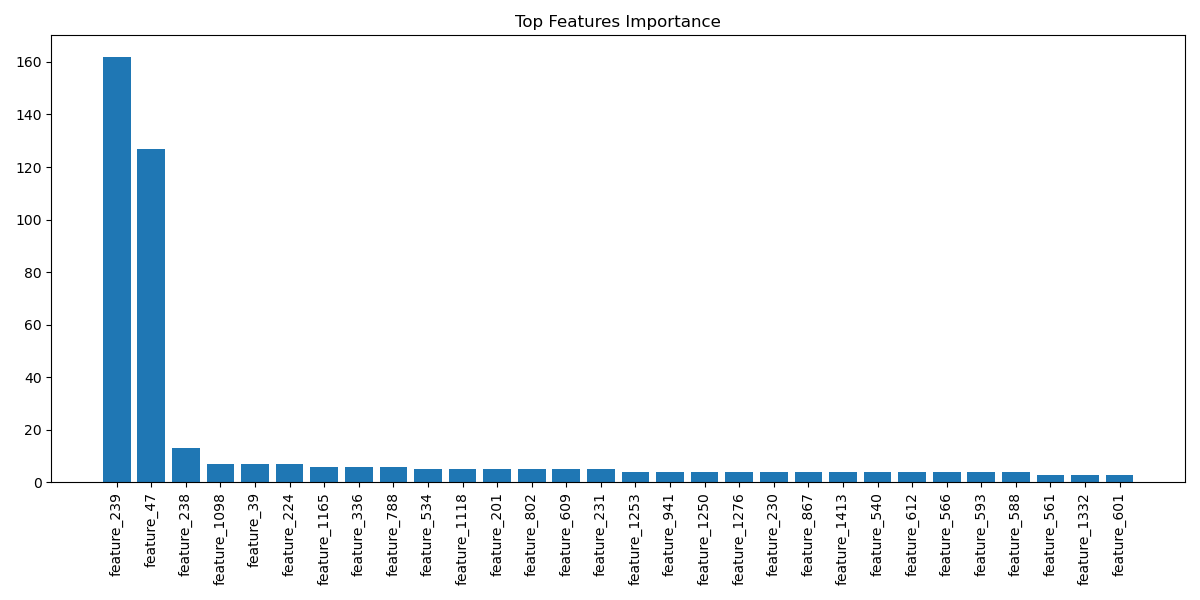 Top Features Importance
160
140
120
100
80
60
40
20
0
feature_239
feature_47
feature_238
feature_1098
feature_39
feature_224
feature_1165
feature_336
feature_788
feature_534
feature_1118
feature_201
feature_802
feature_609
feature_231
feature_1253
feature_941
feature_1250
feature_1276
feature_230
feature_867
feature_1413
feature_540
feature_612
feature_566
feature_593
feature_588
feature_561
feature_1332
feature_601